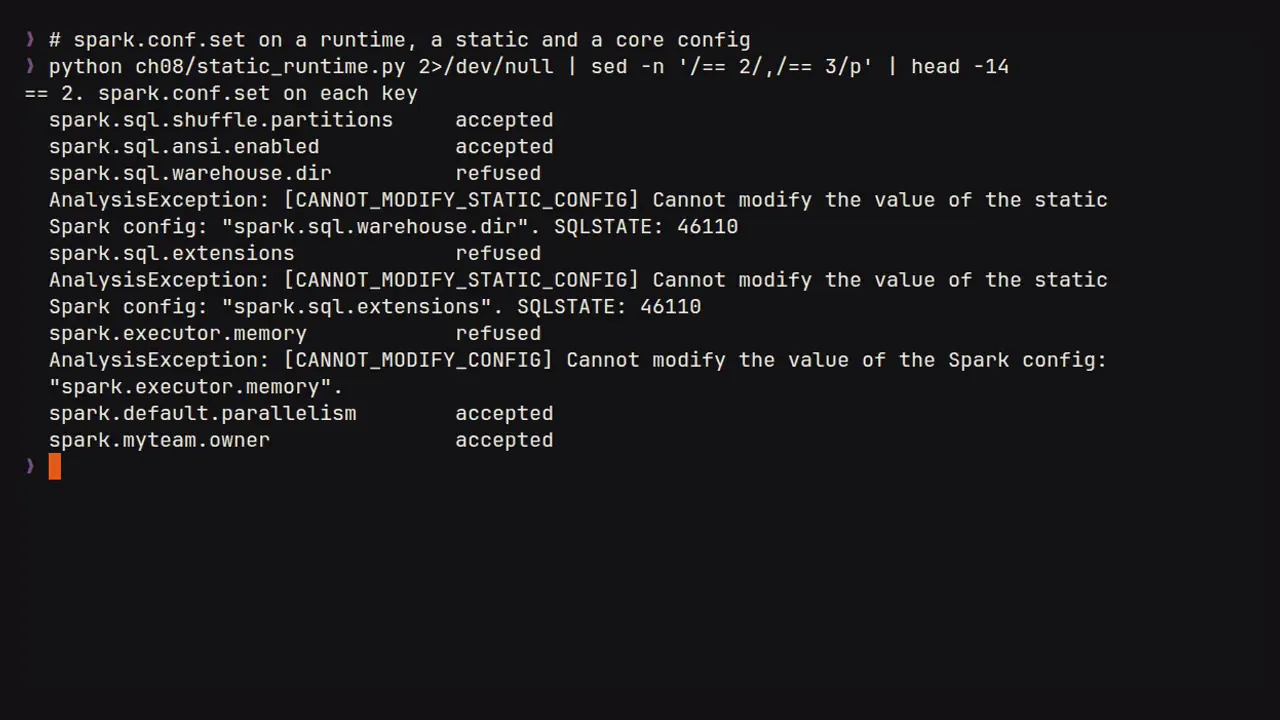 ❯ # spark.conf.set on a runtime, a static and a core config
❯ python ch08/static_runtime.py 2>/dev/null | sed -n '/== 2/,/== 3/p' | head -14
== 2. spark.conf.set on each key
  spark.sql.shuffle.partitions     accepted
  spark.sql.ansi.enabled           accepted
  spark.sql.warehouse.dir          refused
  AnalysisException: [CANNOT_MODIFY_STATIC_CONFIG] Cannot modify the value of the static
  Spark config: "spark.sql.warehouse.dir". SQLSTATE: 46110
  spark.sql.extensions             refused
  AnalysisException: [CANNOT_MODIFY_STATIC_CONFIG] Cannot modify the value of the static
  Spark config: "spark.sql.extensions". SQLSTATE: 46110
  spark.executor.memory            refused
  AnalysisException: [CANNOT_MODIFY_CONFIG] Cannot modify the value of the Spark config:
  "spark.executor.memory".
  spark.default.parallelism        accepted
  spark.myteam.owner               accepted
❯